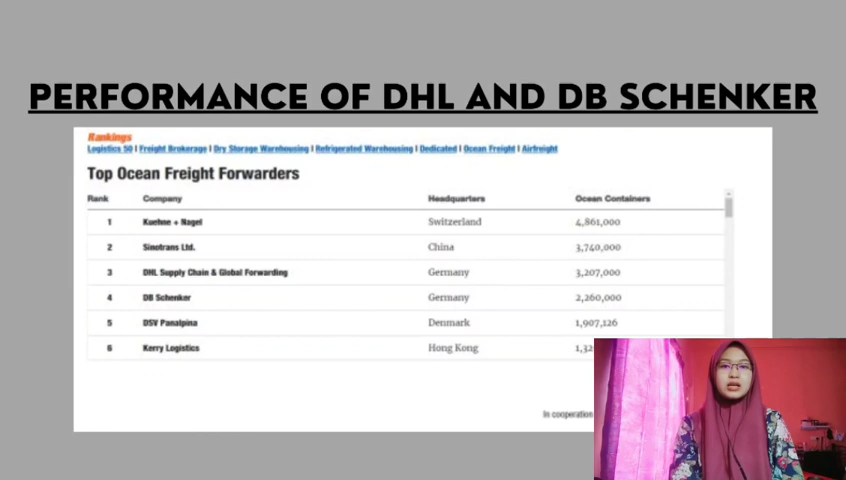 PERFORMANCE OF DHL AND DB SCHENKER
Rankings
Logistics 50 | Freight Brokerage | Dry Storage Warehousing | Refrigerated Warehousing | Dedicated | Ocean Freight | Airfreight
Top Ocean Freight Forwarders
Rank Company Headquarters Ocean Containers
1 Kuehne + Nagel Switzerland 4,861,000
2 Sinotrans Ltd. China 3,740,000
3 DHL Supply Chain & Global Forwarding Germany 3,207,000
4 DB Schenker Germany 2,260,000
5 DSV Panalpina Denmark 1,907,126
6 Kerry Logistics Hong Kong
In cooperation